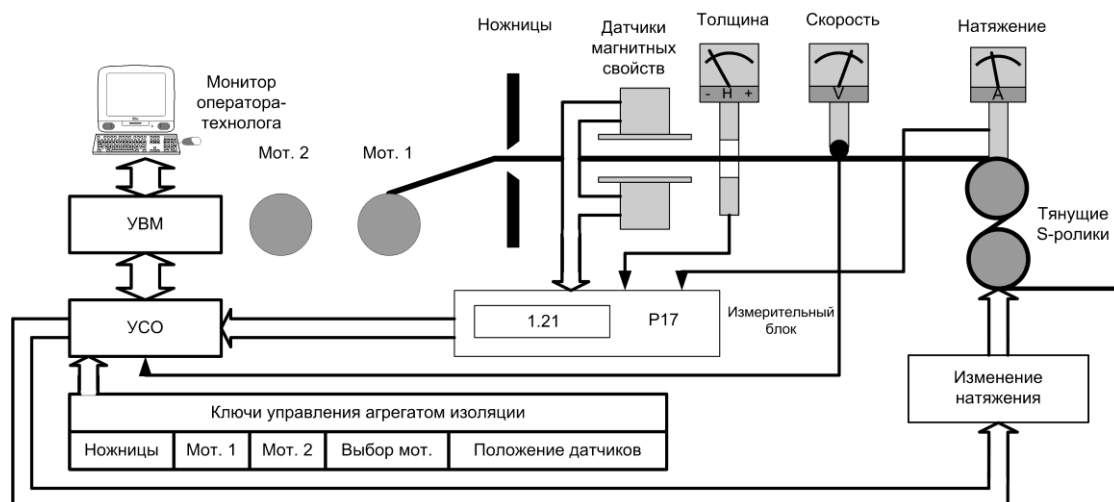 Ножницы
Датчики
магнитных
свойств
Толщина
Скорость
Натяжение
- H +
V
A
Монитор
оператора-
технолога
Мот. 2
Мот. 1
Тянущие
S-ролики
УВМ
УСО
1.21
Р17
Измерительный
блок
Изменение
натяжения
Ключи управления агрегатом изоляции
Ножницы
Мот. 1
Мот. 2
Выбор мот.
Положение датчиков